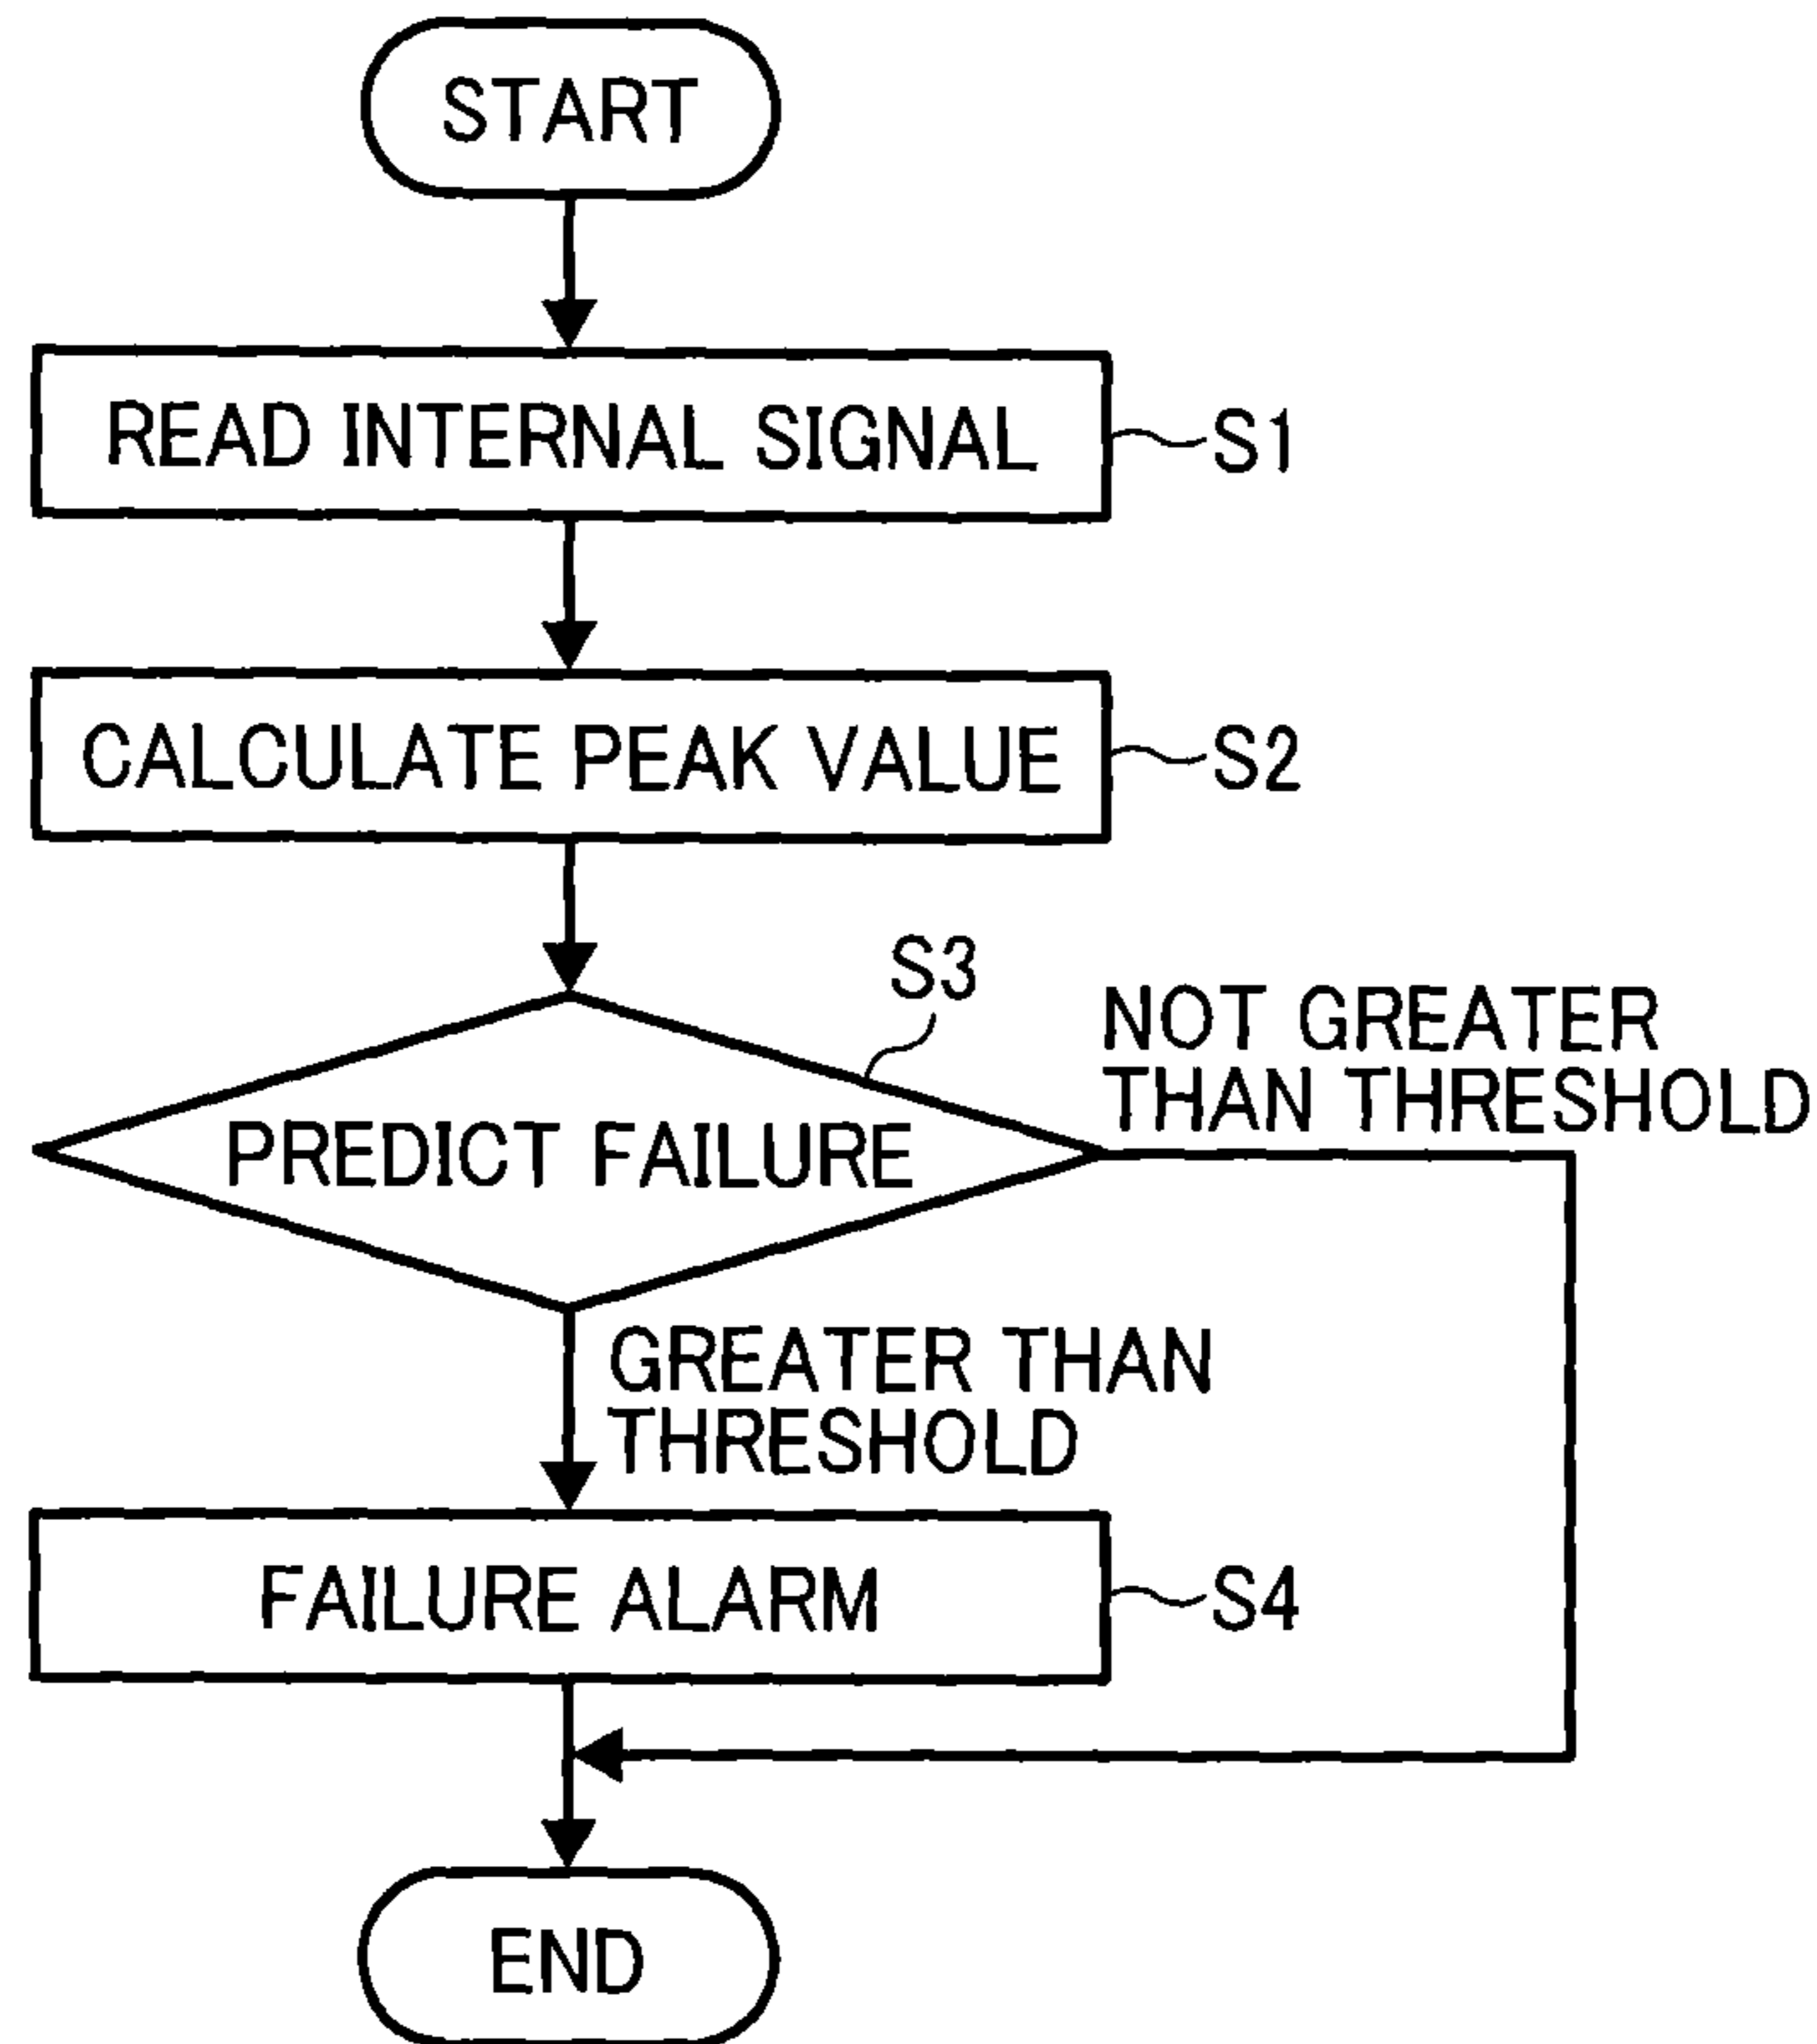 START
READ INTERNAL SIGNAL
S1
CALCULATE PEAK VALUE
S2
S3
NOT GREATER
THAN THRESHOLD
PREDICT FAILURE
GREATER THAN
THRESHOLD
FAILURE ALARM
S4
END